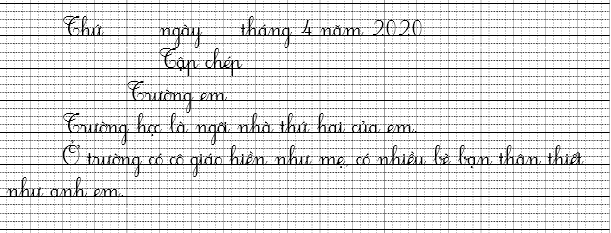 Thứ ngày tháng 4 năm 2020
Tập chép
Trường em
Trường học là ngôi nhà thứ hai của em.
Ở trường có cô giáo hiền như mẹ, có nhiều bè bạn thân thiết
như anh em.